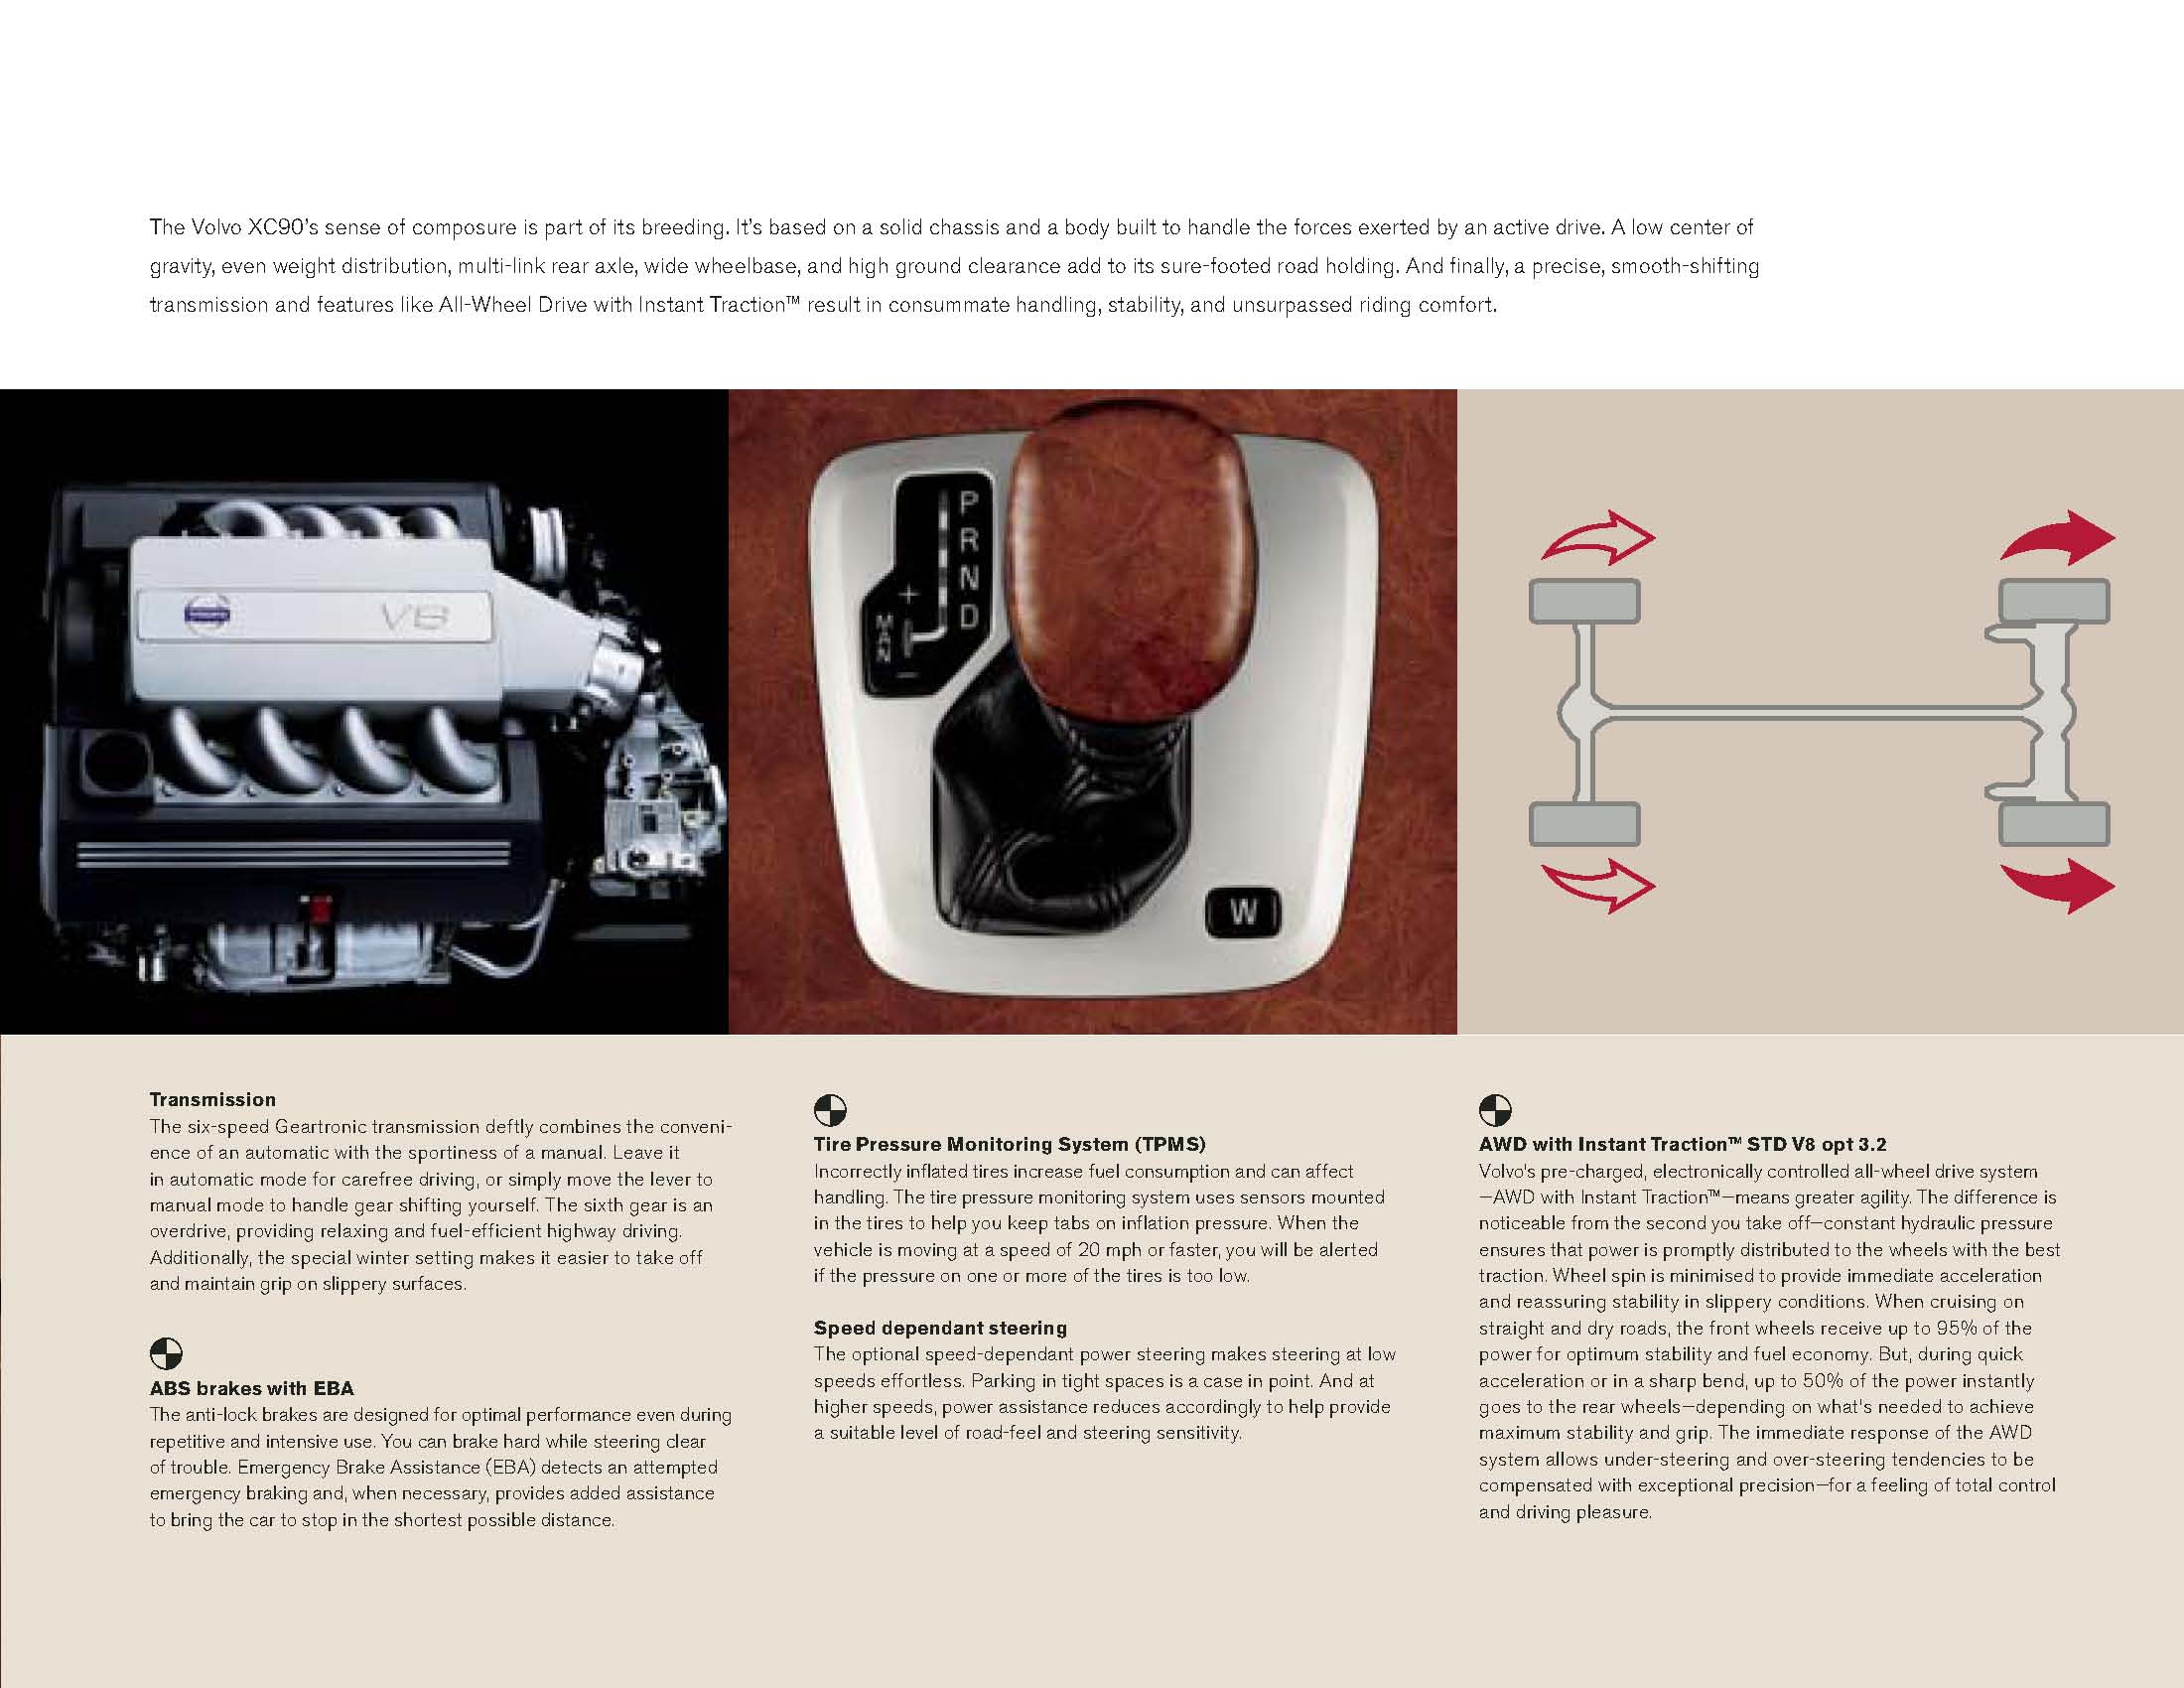 The Volvo XC90's sense of composure is part of its breeding. It's based on a solid chassis and a body built to handle the forces exerted by an active drive. A low center of
gravity, even weight distribution, multi-link rear axle, wide wheelbase, and high ground clearance add to its sure-footed road holding. And finally, a precise, smooth-shifting
transmission and features like All-Wheel Drive with Instant Traction™ result in consummate handling, stability, and unsurpassed riding comfort.
V8
P
R
N
D
+
MAN
–
W
Transmission
The six-speed Geartronic transmission deftly combines the conveni-
ence of an automatic with the sportiness of a manual. Leave it
in automatic mode for carefree driving, or simply move the lever to
manual mode to handle gear shifting yourself. The sixth gear is an
overdrive, providing relaxing and fuel-efficient highway driving.
Additionally, the special winter setting makes it easier to take off
and maintain grip on slippery surfaces.
ABS brakes with EBA
The anti-lock brakes are designed for optimal performance even during
repetitive and intensive use. You can brake hard while steering clear
of trouble. Emergency Brake Assistance (EBA) detects an attempted
emergency braking and, when necessary, provides added assistance
to bring the car to stop in the shortest possible distance.
Tire Pressure Monitoring System (TPMS)
Incorrectly inflated tires increase fuel consumption and can affect
handling. The tire pressure monitoring system uses sensors mounted
in the tires to help you keep tabs on inflation pressure. When the
vehicle is moving at a speed of 20 mph or faster, you will be alerted
if the pressure on one or more of the tires is too low.
Speed dependant steering
The optional speed-dependant power steering makes steering at low
speeds effortless. Parking in tight spaces is a case in point. And at
higher speeds, power assistance reduces accordingly to help provide
a suitable level of road-feel and steering sensitivity.
AWD with Instant Traction™ STD V8 opt 3.2
Volvo's pre-charged, electronically controlled all-wheel drive system
–AWD with Instant Traction™–means greater agility. The difference is
noticeable from the second you take off–constant hydraulic pressure
ensures that power is promptly distributed to the wheels with the best
traction. Wheel spin is minimised to provide immediate acceleration
and reassuring stability in slippery conditions. When cruising on
straight and dry roads, the front wheels receive up to 95% of the
power for optimum stability and fuel economy. But, during quick
acceleration or in a sharp bend, up to 50% of the power instantly
goes to the rear wheels–depending on what's needed to achieve
maximum stability and grip. The immediate response of the AWD
system allows under-steering and over-steering tendencies to be
compensated with exceptional precision–for a feeling of total control
and driving pleasure.